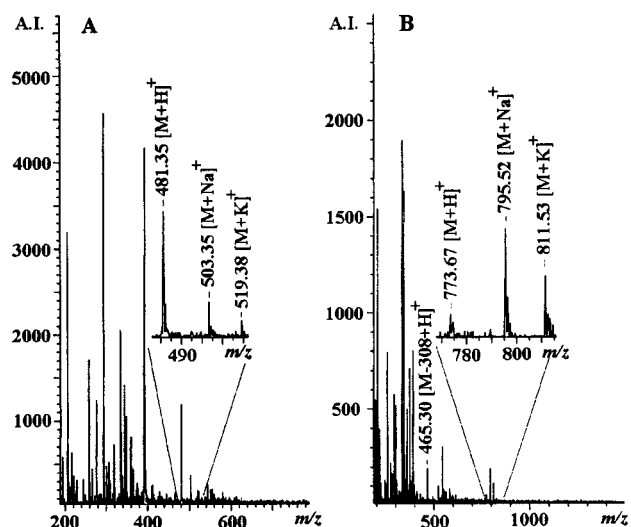 A.I.
A
5000
4000
3000
2000
1000
200
400
600
m/z
481.35 [M+H]+
503.35 [M+Na]+
519.38 [M+K]+
490
m/z
A.I.
B
2000
1500
1000
500
500
1000
m/z
465.30 [M-308+H]+
773.67 [M+H]+
795.52 [M+Na]+
811.53 [M+K]+
780
800
m/z